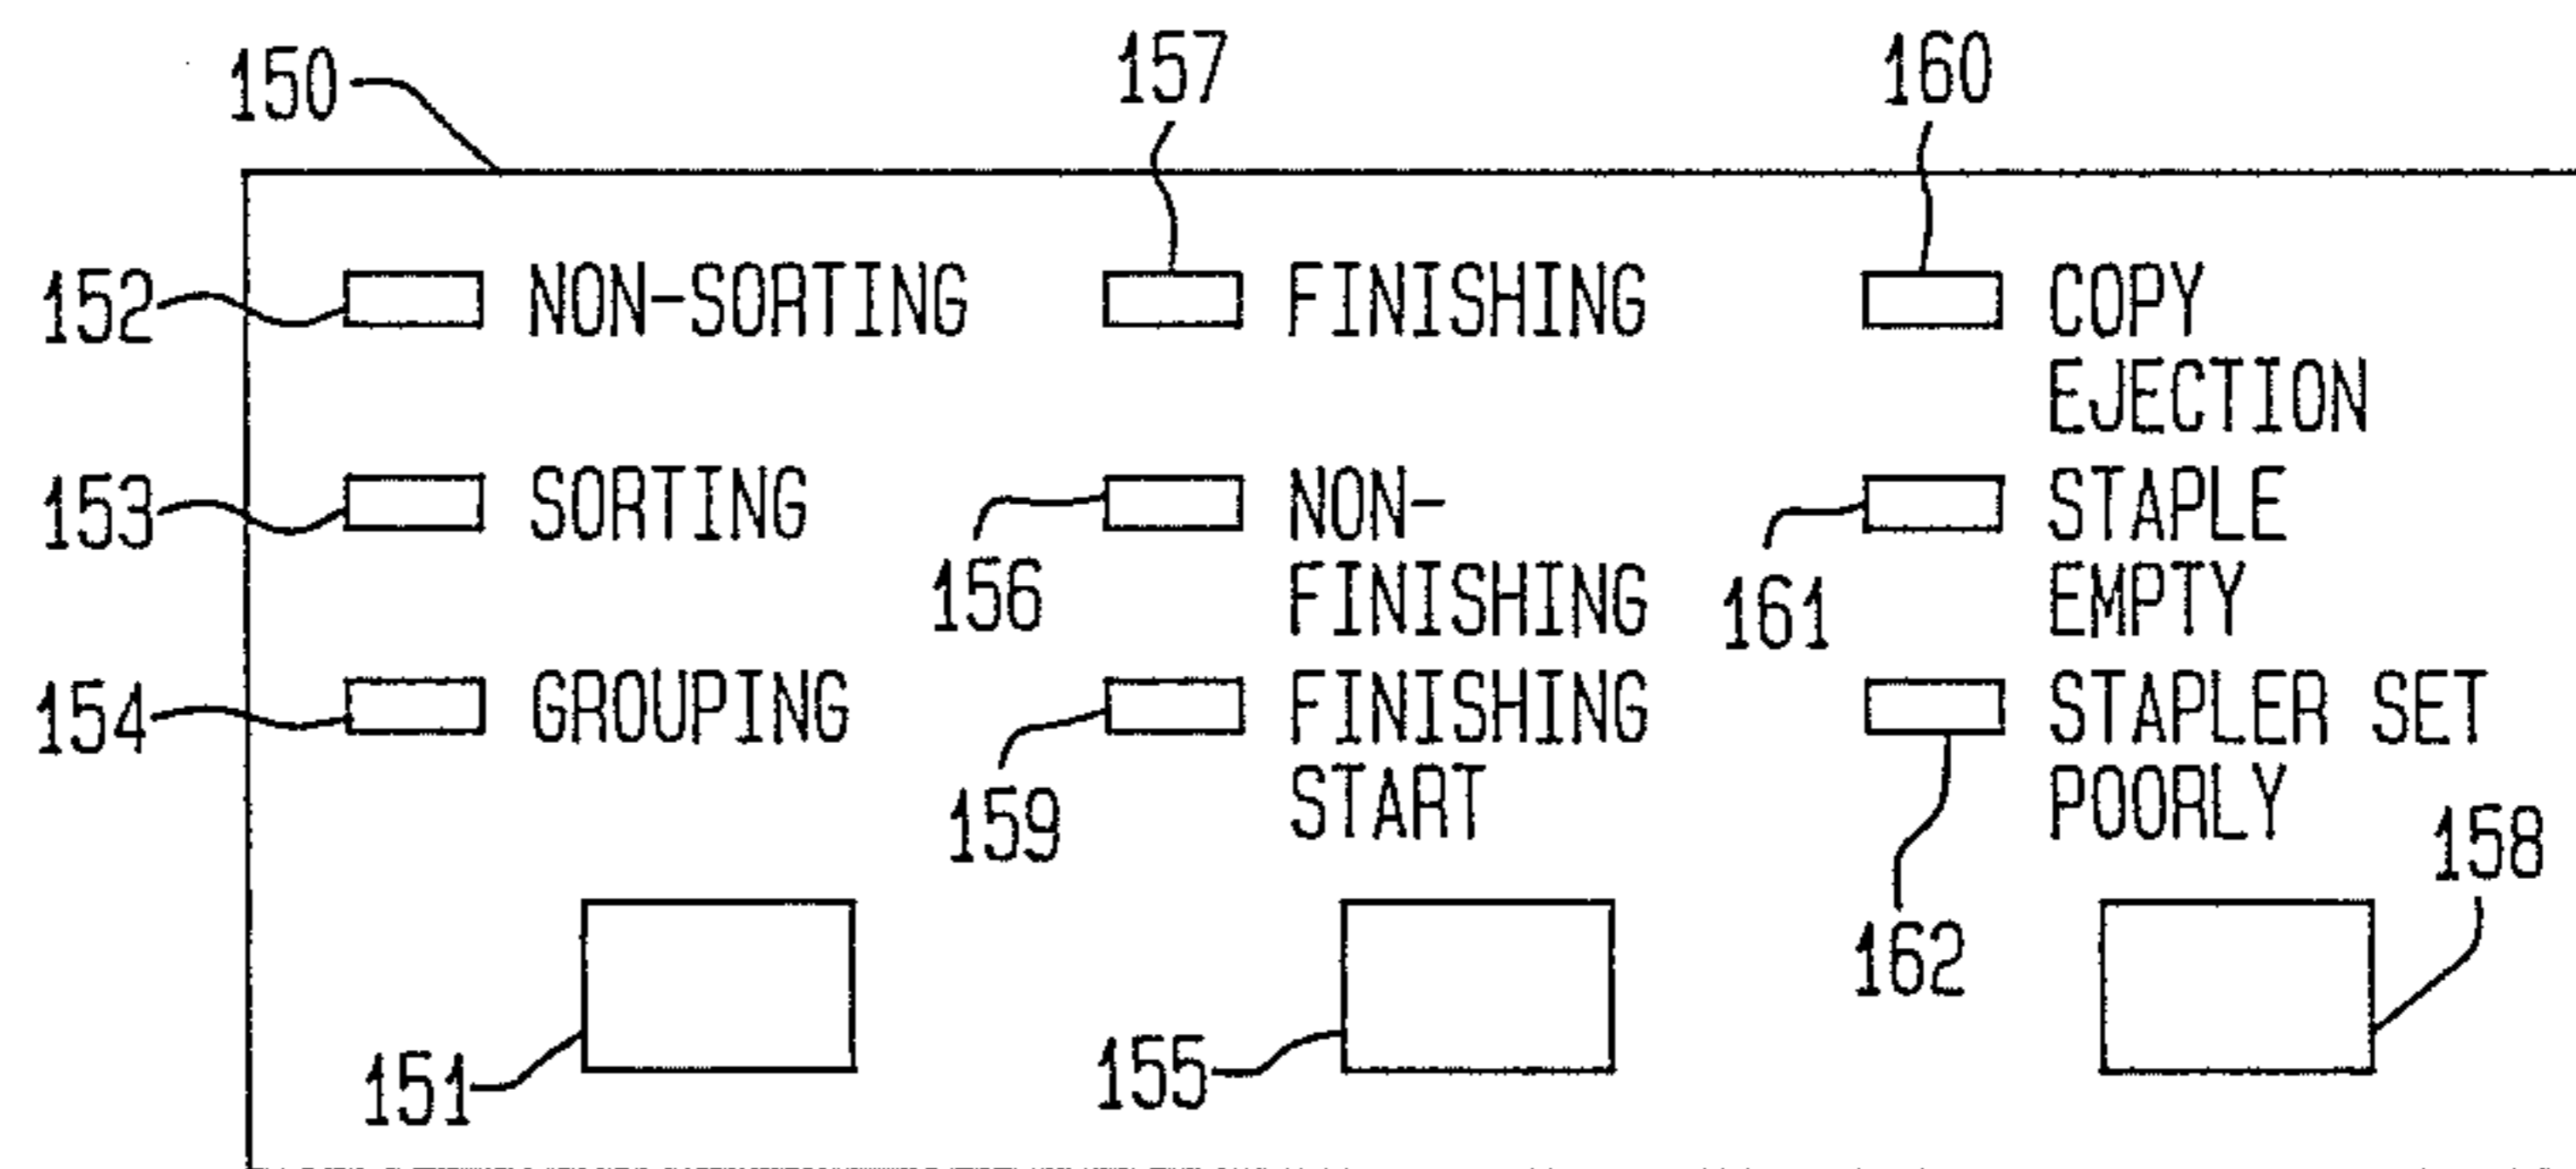 150
157
160
152
NON-SORTING
FINISHING
COPY
EJECTION
153
SORTING
156
NON-
FINISHING
161
STAPLE
EMPTY
154
GROUPING
159
FINISHING
START
162
STAPLER SET
POORLY
151
155
158